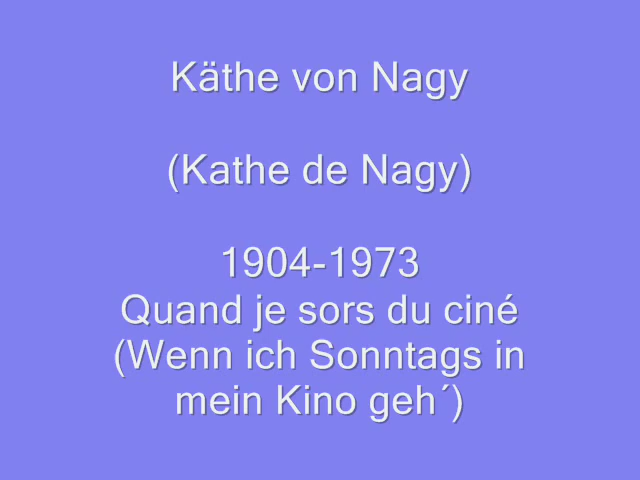 Käthe von Nagy
(Kathe de Nagy)
1904-1973
Quand je sors du ciné
(Wenn ich Sonntags in
mein Kino geh´)